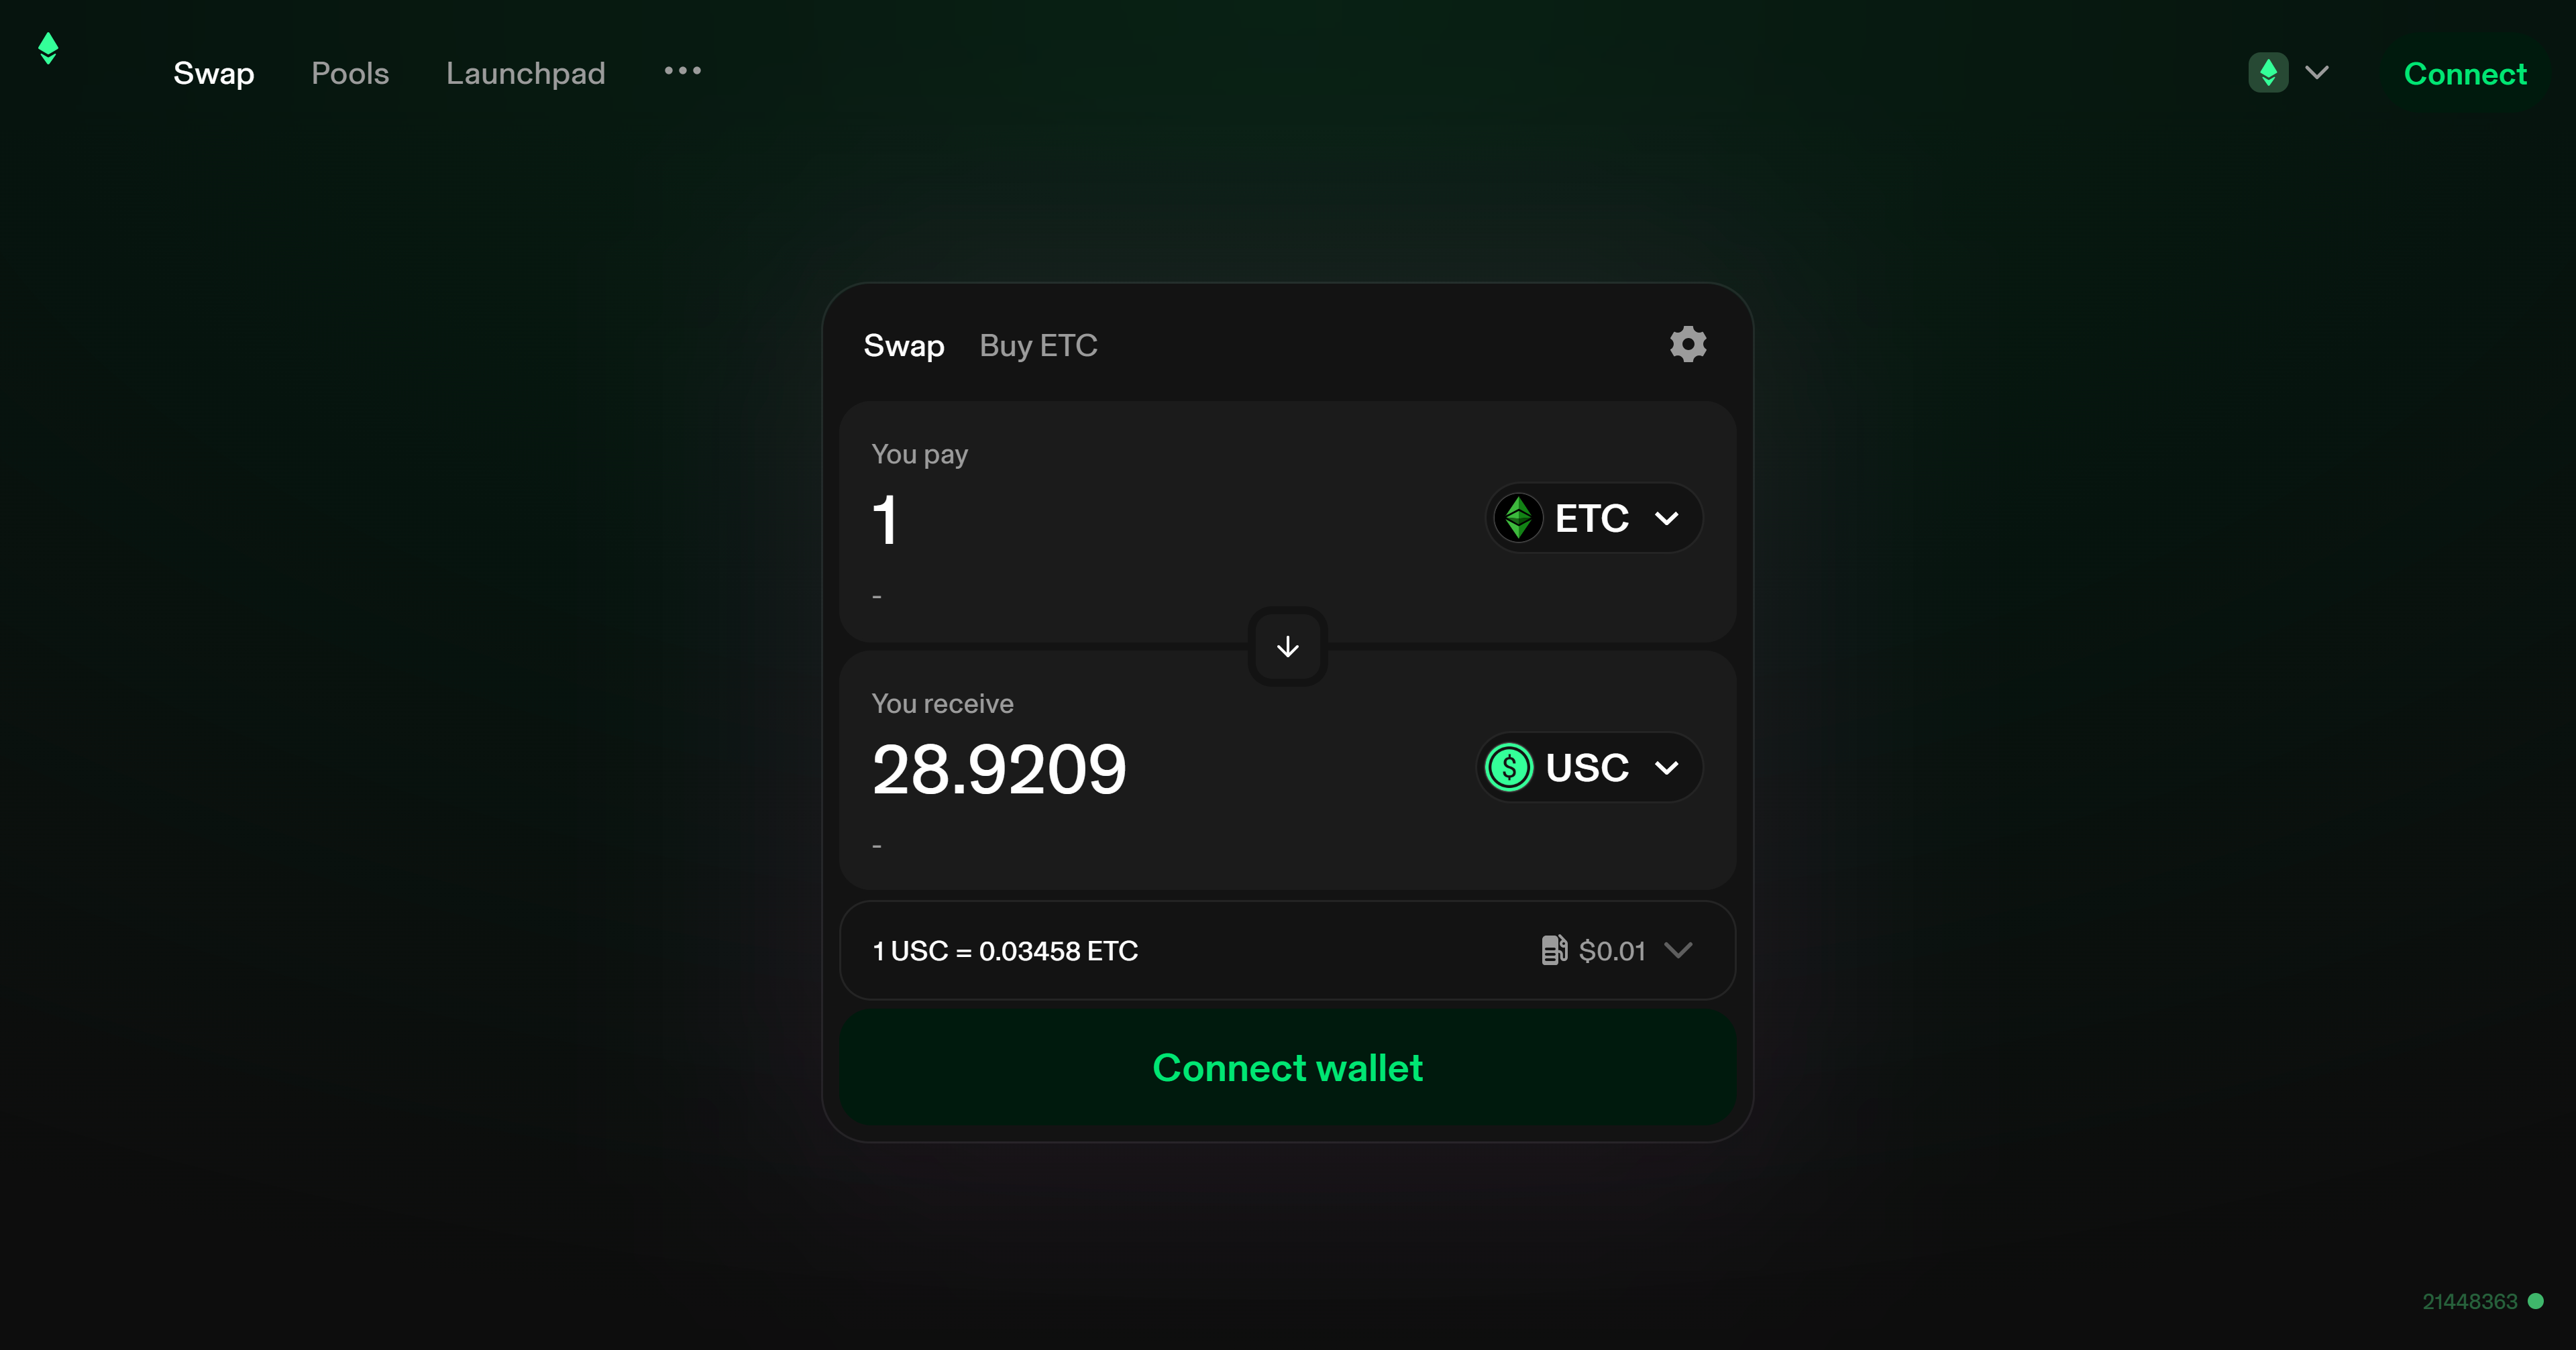 Swap Pools Launchpad ••• Connect
Swap Buy ETC
You pay
1 ETC
-
You receive
28.9209 $ USC
-
1 USC = 0.03458 ETC $0.01
Connect wallet
21448363